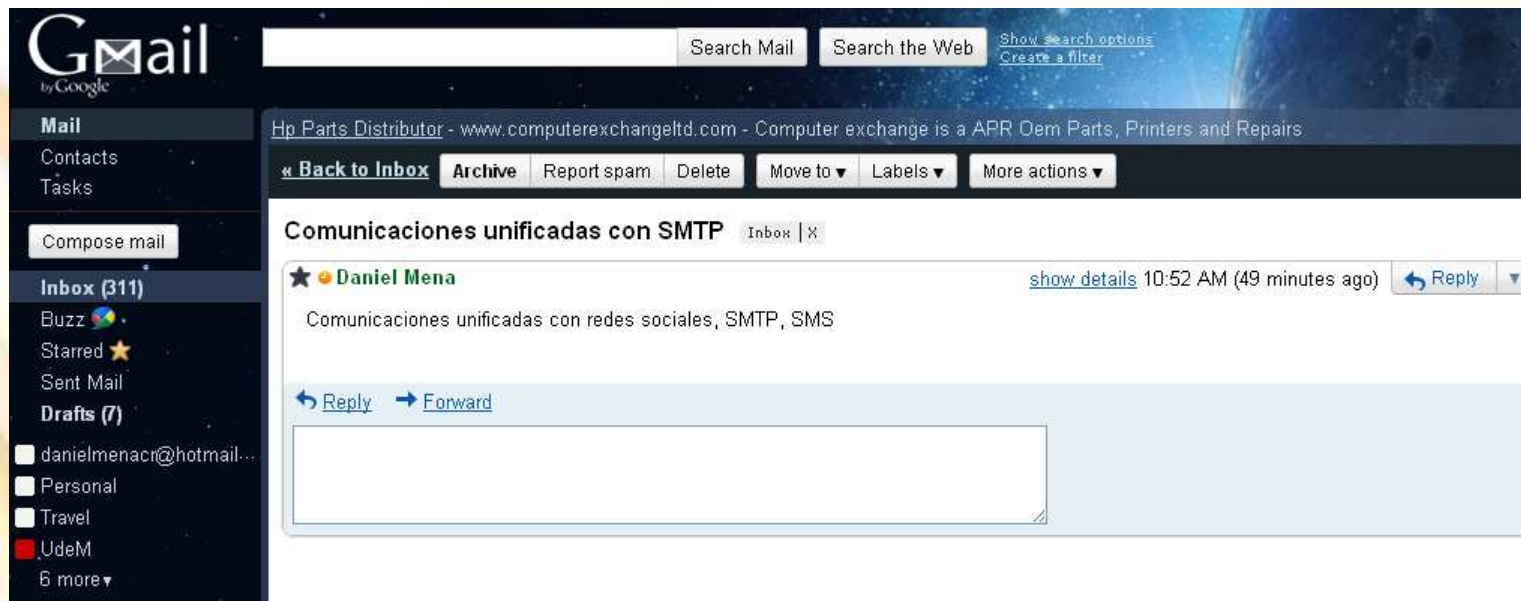 Gmail
by Google
Search Mail
Search the Web
Show search options
Create a filter
Mail
Contacts
Tasks
Hp Parts Distributor - www.computerexchangeltd.com - Computer exchange is a APR Oem Parts, Printers and Repairs
« Back to Inbox Archive Report spam Delete Move to ▾ Labels ▾ More actions ▾
Compose mail
Inbox (311)
Buzz
Starred
Sent Mail
Drafts (7)
danielmenacr@hotmail...
Personal
Travel
UdeM
6 more ▾
Comunicaciones unificadas con SMTP Inbox | X
Daniel Mena show details 10:52 AM (49 minutes ago) Reply
Comunicaciones unificadas con redes sociales, SMTP, SMS
Reply Forward